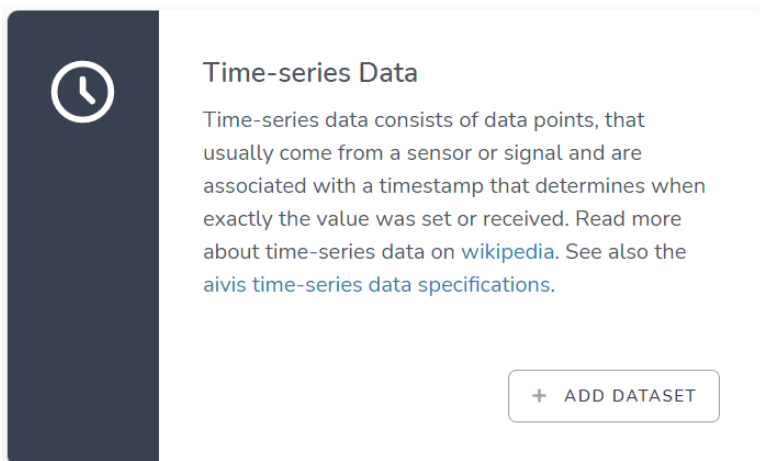 Time-series Data
Time-series data consists of data points, that
usually come from a sensor or signal and are
associated with a timestamp that determines when
exactly the value was set or received. Read more
about time-series data on wikipedia. See also the
aivis time-series data specifications.
+ ADD DATASET